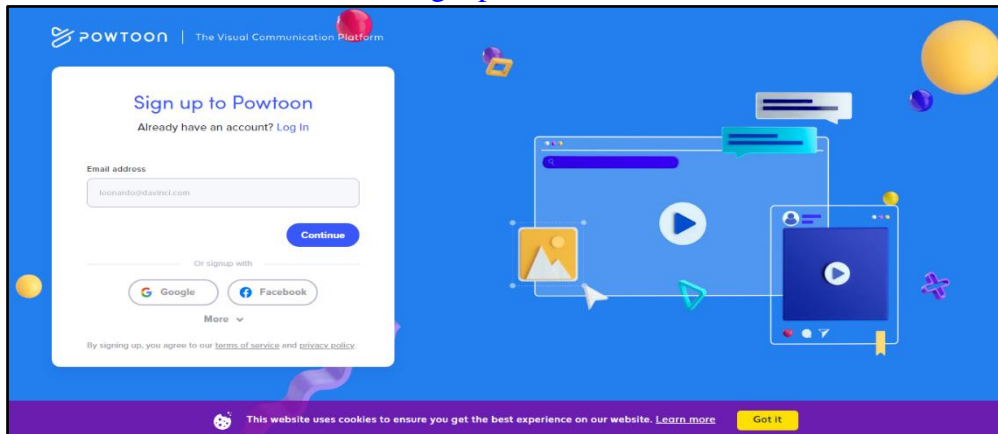 POWTOON | The Visual Communication Platform
Sign up to Powtoon
Already have an account? Log In
Email address
leonardo@davinci.com
Continue
Or signup with
Google
Facebook
More
By signing up, you agree to our terms of service and privacy policy.
This website uses cookies to ensure you get the best experience on our website. Learn more
Got it